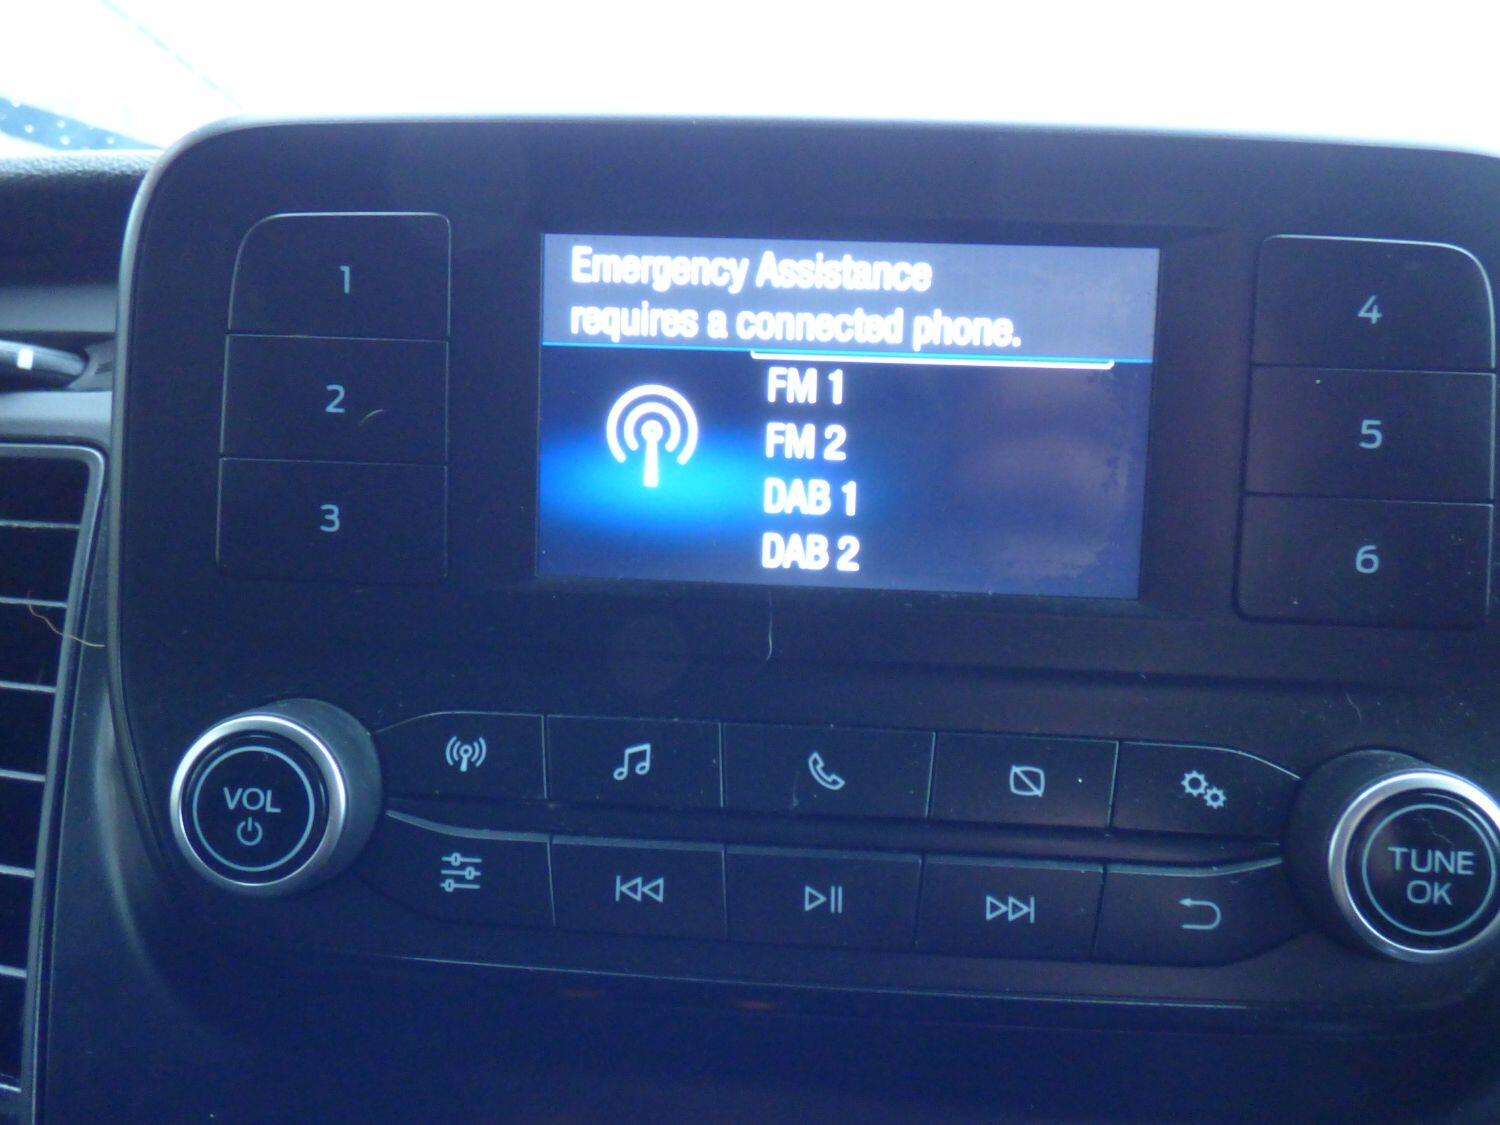 Emergency Assistance
requires a connected phone.
FM 1
FM 2
DAB 1
DAB 2
1
2
3
4
5
6
VOL
TUNE
OK